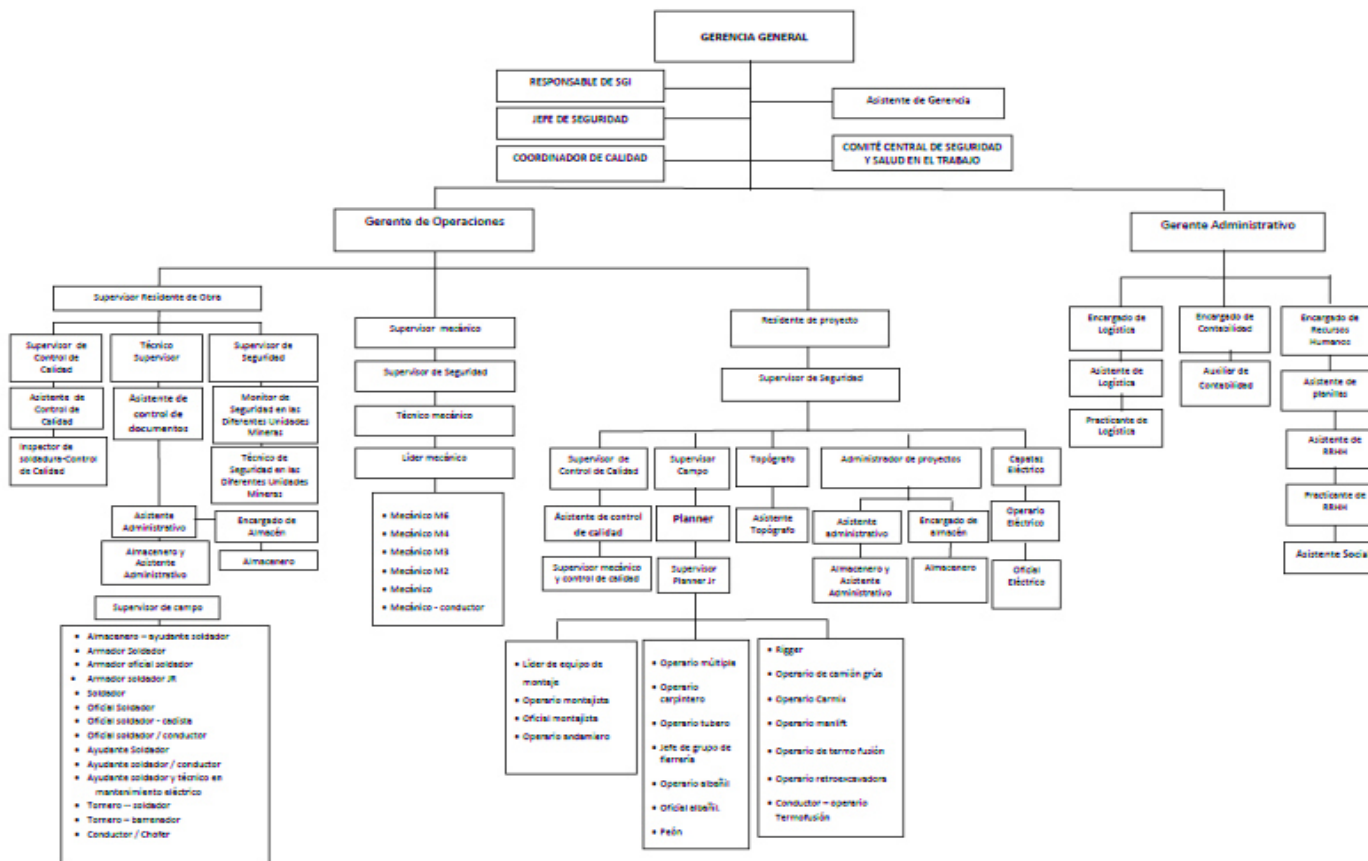 GERENCIA GENERAL
RESPONSABLE DE SGI
Asistente de Gerencia
JEFE DE SEGURIDAD
COORDINADOR DE CALIDAD
COMITÉ CENTRAL DE SEGURIDAD
Y SALUD EN EL TRABAJO
Gerente de Operaciones
Gerente Administrativo
Supervisor Residente de Obra
Supervisor de
Control de
Calidad
Técnico
Supervisor
Supervisor de
Seguridad
Asistente de
Control de
Calidad
Asistente de
control de
documentos
Monitor de
Seguridad en las
Diferentes Unidades
Mineras
Inspector de
soldadura-Control
de Calidad
Técnico de
Seguridad en las
Diferentes Unidades
Mineras
Asistente
Administrativo
Encargado de
Almacén
Almacenero y
Asistente
Administrativo
Almacenero
Supervisor de campo
• Almacenero – ayudante soldador
• Armador Soldador
• Armador oficial soldador
• Armador soldador JR
• Soldador
• Oficial Soldador
• Oficial soldador - cadista
• Oficial soldador / conductor
• Ayudante Soldador
• Ayudante soldador / conductor
• Ayudante soldador y técnico en
mantenimiento eléctrico
• Tornero – soldador
• Tornero – barrenador
• Conductor / Chofer
Supervisor mecánico
Supervisor de Seguridad
Técnico mecánico
Líder mecánico
• Mecánico M6
• Mecánico M4
• Mecánico M3
• Mecánico M2
• Mecánico
• Mecánico - conductor
Residente de proyecto
Supervisor de Seguridad
Supervisor de
Control de Calidad
Supervisor
Campo
Topógrafo
Administrador de proyectos
Capataz
Eléctrico
Asistente de control
de calidad
Planner
Asistente
Topógrafo
Asistente
administrativo
Encargado de
almacén
Operario
Eléctrico
Supervisor mecánico
y control de calidad
Supervisor
Planner Jr
Almacenero y
Asistente
Administrativo
Almacenero
Oficial
Eléctrico
• Líder de equipo de
montaje
• Operario montajista
• Oficial montajista
• Operario andamiero
• Operario múltiple
• Operario
carpintero
• Operario tubero
• Jefe de grupo de
fierrería
• Operario albañil
• Oficial albañil.
• Peón
• Rigger
• Operario de camión grúa
• Operario Carmix
• Operario manlift
• Operario de termo fusión
• Operario retroexcavadora
• Conductor – operario
Termofusión
Encargado de
Logística
Encargado de
Contabilidad
Encargado de
Recursos
Humanos
Asistente de
Logística
Auxiliar de
Contabilidad
Asistente de
planillas
Practicante de
Logística
Asistente de
RRHH
Practicante de
RRHH
Asistente Social